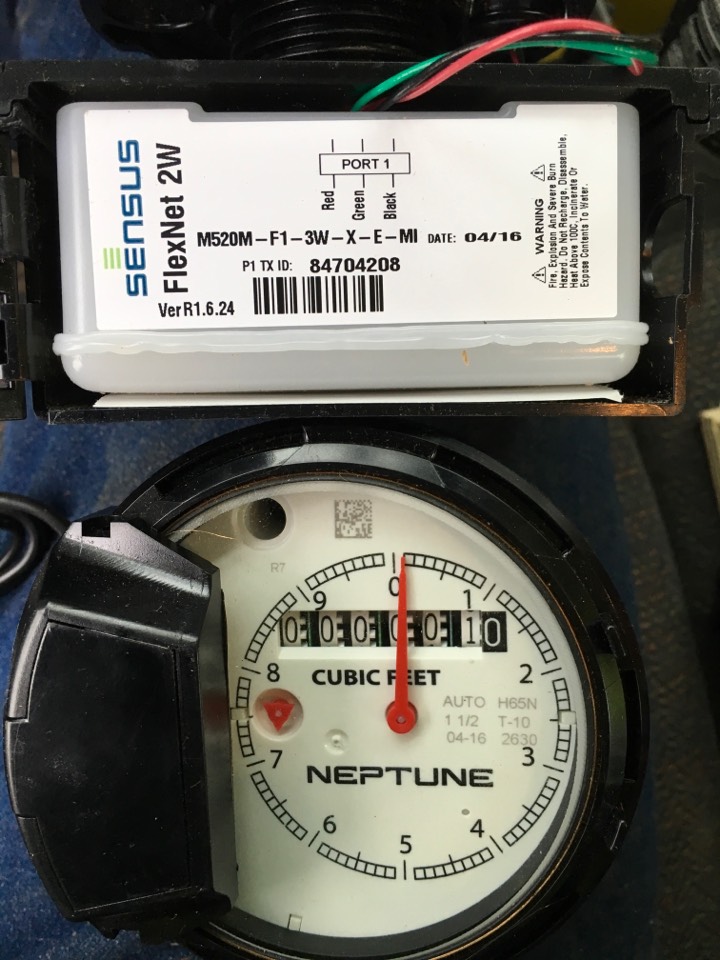 SENSUS
FlexNet 2W
PORT 1
Red
Green
Black
M520M-F1-3W-X-E-MI DATE: 04/16
P1 TX ID: 84704208
Ver R1.6.24
WARNING
Fire, Explosion And Severe Burn
Hazard. Do Not Recharge, Disassemble,
Heat Above 100C, Incinerate Or
Expose Contents To Water.
R7
0
1
2
3
4
5
6
7
8
9
0 0 0 0 0 1 0
CUBIC FEET
AUTO H65N
1 1/2 T-10
04-16 2630
NEPTUNE